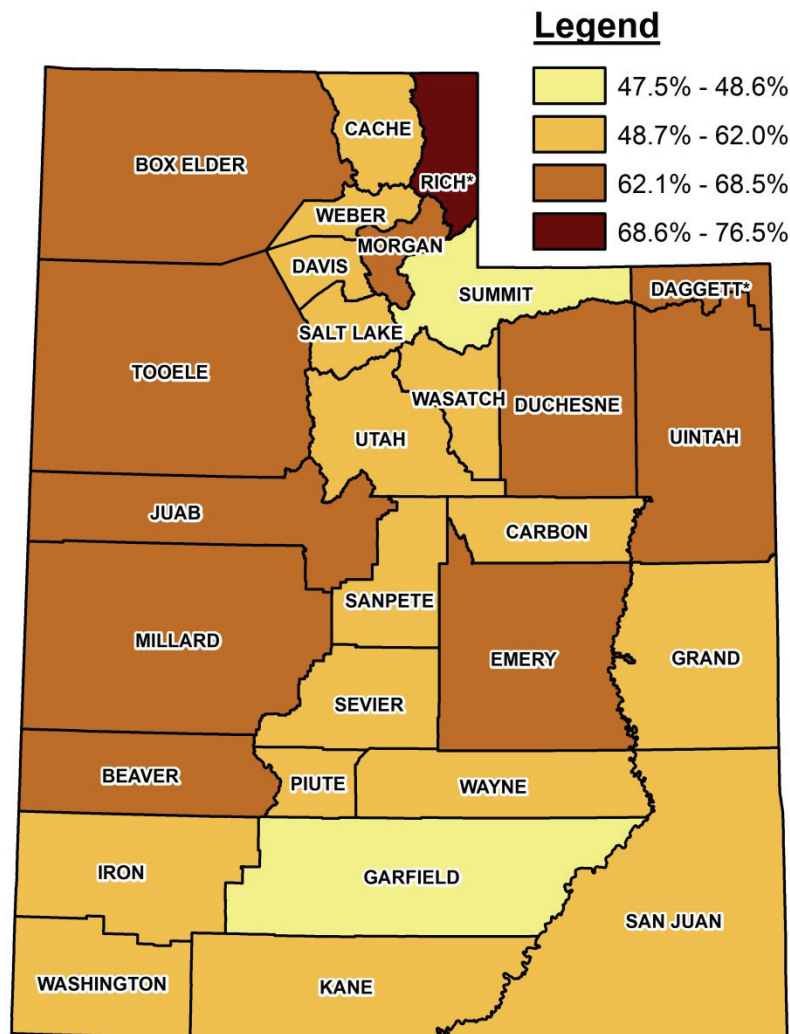 Legend
47.5% - 48.6%
48.7% - 62.0%
62.1% - 68.5%
68.6% - 76.5%
CACHE
BOX ELDER
RICH*
WEBER
MORGAN
DAVIS
SUMMIT
DAGGETT*
SALT LAKE
TOOELE
WASATCH
DUCHESNE
UTAH
UINTAH
JUAB
CARBON
SANPETE
MILLARD
EMERY
GRAND
SEVIER
BEAVER
PIUTE
WAYNE
IRON
GARFIELD
SAN JUAN
WASHINGTON
KANE